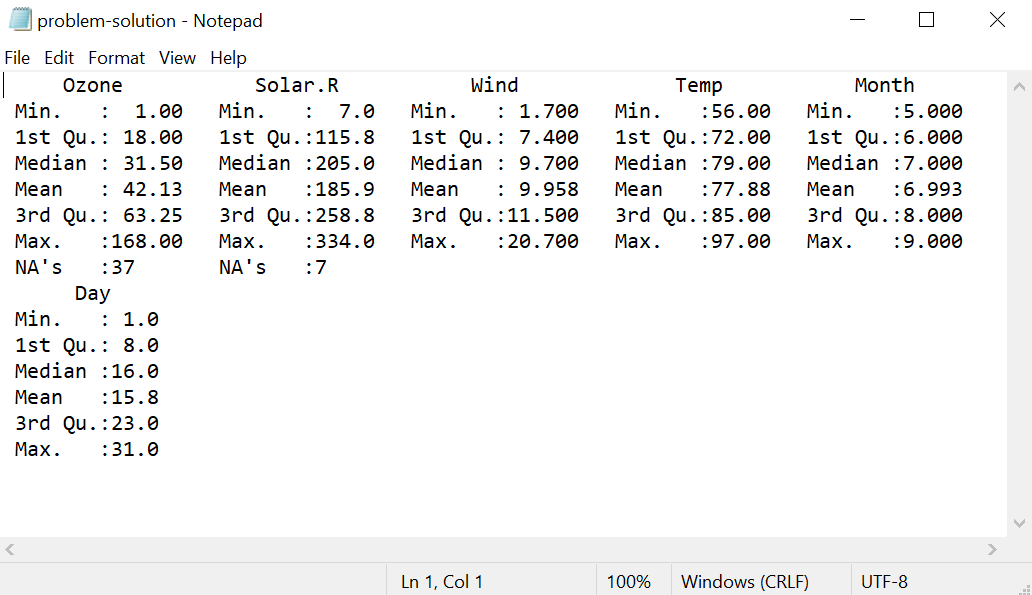 problem-solution - Notepad
File Edit Format View Help
Ozone Solar.R Wind Temp Month
Min. : 1.00 Min. : 7.0 Min. : 1.700 Min. :56.00 Min. :5.000
1st Qu.: 18.00 1st Qu.:115.8 1st Qu.: 7.400 1st Qu.:72.00 1st Qu.:6.000
Median : 31.50 Median :205.0 Median : 9.700 Median :79.00 Median :7.000
Mean : 42.13 Mean :185.9 Mean : 9.958 Mean :77.88 Mean :6.993
3rd Qu.: 63.25 3rd Qu.:258.8 3rd Qu.:11.500 3rd Qu.:85.00 3rd Qu.:8.000
Max. :168.00 Max. :334.0 Max. :20.700 Max. :97.00 Max. :9.000
NA's :37 NA's :7
Day
Min. : 1.0
1st Qu.: 8.0
Median :16.0
Mean :15.8
3rd Qu.:23.0
Max. :31.0
Ln 1, Col 1 100% Windows (CRLF) UTF-8